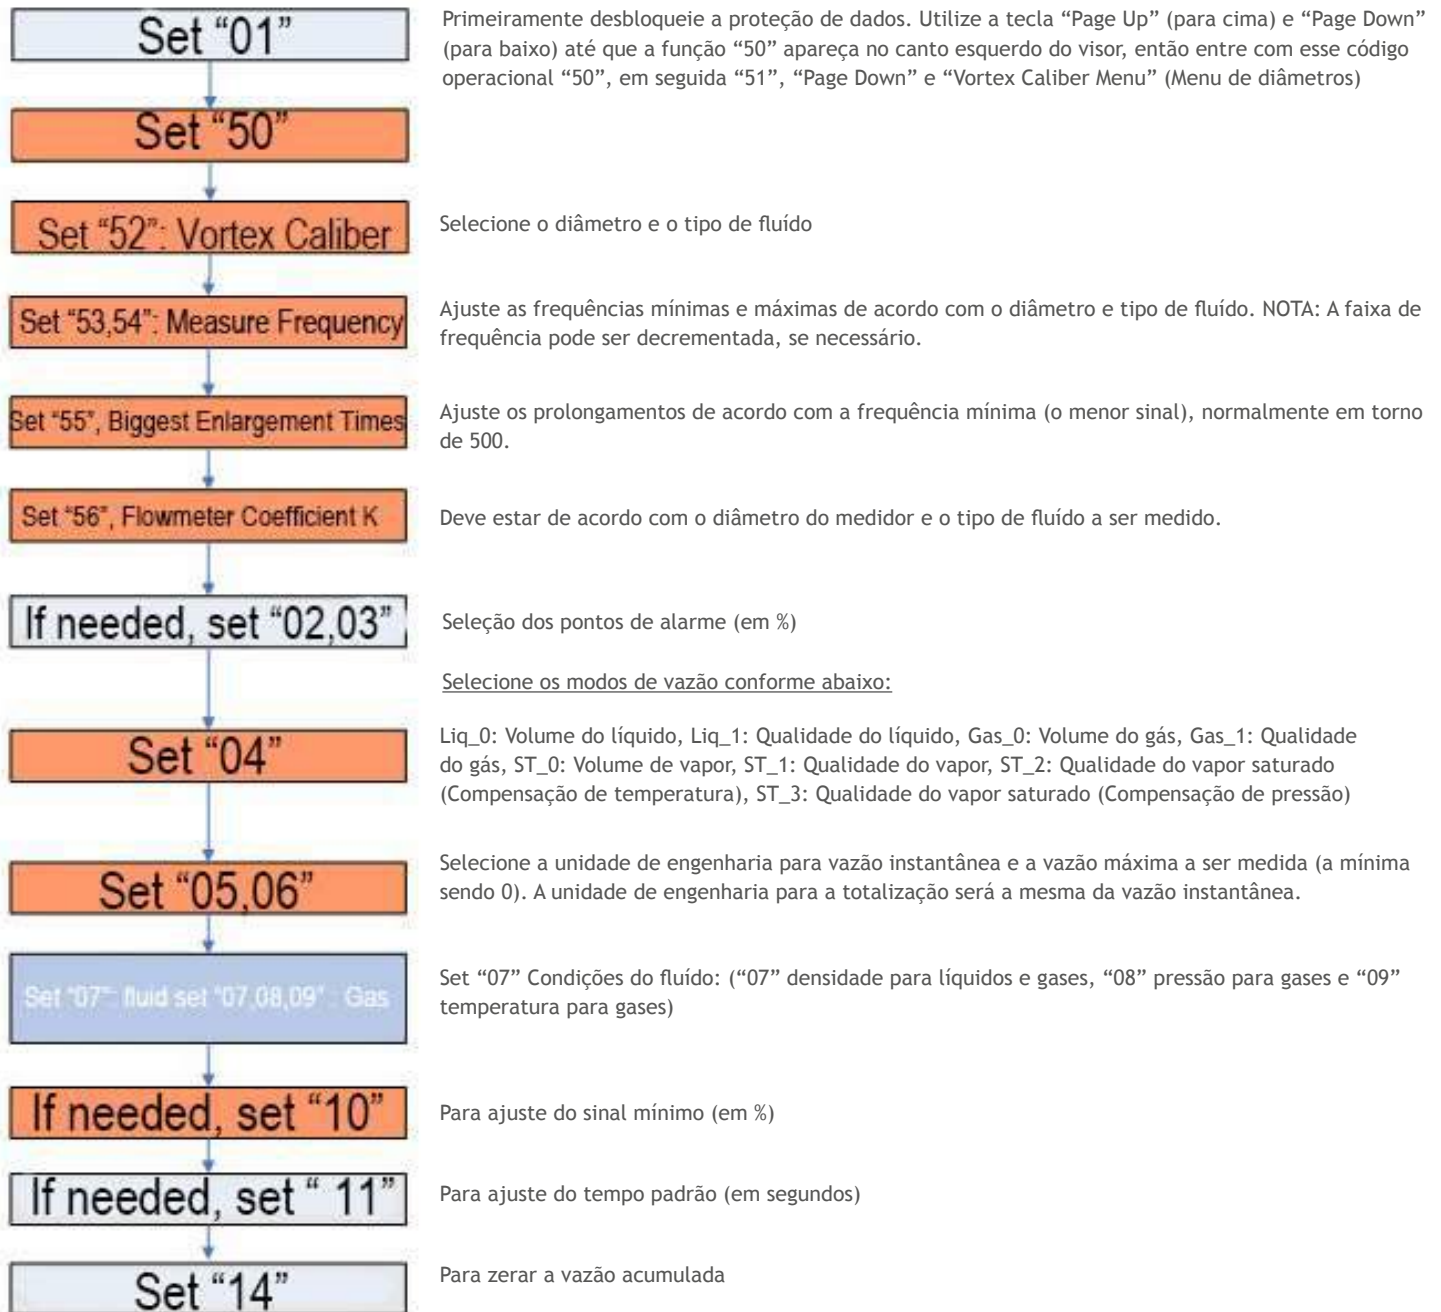 Set “01”
Primeiramente desbloqueie a proteção de dados. Utilize a tecla “Page Up” (para cima) e “Page Down”
(para baixo) até que a função “50” apareça no canto esquerdo do visor, então entre com esse código
operacional “50”, em seguida “51”, “Page Down” e “Vortex Caliber Menu” (Menu de diâmetros)
Set “50”
Set “52”: Vortex Caliber
Selecione o diâmetro e o tipo de fluído
Set “53,54”: Measure Frequency
Ajuste as frequências mínimas e máximas de acordo com o diâmetro e tipo de fluído. NOTA: A faixa de
frequência pode ser decrementada, se necessário.
Set “55”, Biggest Enlargement Times
Ajuste os prolongamentos de acordo com a frequência mínima (o menor sinal), normalmente em torno
de 500.
Set “56”, Flowmeter Coefficient K
Deve estar de acordo com o diâmetro do medidor e o tipo de fluído a ser medido.
If needed, set “02,03”
Seleção dos pontos de alarme (em %)
Selecione os modos de vazão conforme abaixo:
Set “04”
Liq_0: Volume do líquido, Liq_1: Qualidade do líquido, Gas_0: Volume do gás, Gas_1: Qualidade
do gás, ST_0: Volume de vapor, ST_1: Qualidade do vapor, ST_2: Qualidade do vapor saturado
(Compensação de temperatura), ST_3: Qualidade do vapor saturado (Compensação de pressão)
Set “05,06”
Selecione a unidade de engenharia para vazão instantânea e a vazão máxima a ser medida (a mínima
sendo 0). A unidade de engenharia para a totalização será a mesma da vazão instantânea.
Set “07”: fluid set “07,08,09” : Gas
Set “07” Condições do fluído: (“07” densidade para líquidos e gases, “08” pressão para gases e “09”
temperatura para gases)
If needed, set “10”
Para ajuste do sinal mínimo (em %)
If needed, set “ 11”
Para ajuste do tempo padrão (em segundos)
Set “14”
Para zerar a vazão acumulada